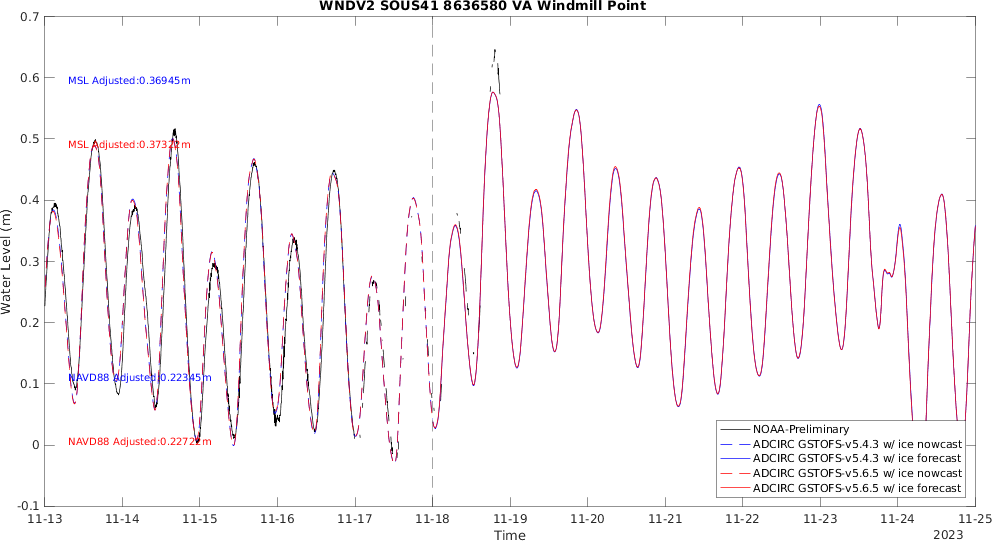 WNDV2 SOUS41 8636580 VA Windmill Point
0.7
0.6
0.5
0.4
0.3
0.2
0.1
0
-0.1
Water Level (m)
MSL Adjusted:0.36945m
MSL Adjusted:0.37322m
NAVD88 Adjusted:0.22345m
NAVD88 Adjusted:0.22722m
NOAA-Preliminary
ADCIRC GSTOFS-v5.4.3 w/ ice nowcast
ADCIRC GSTOFS-v5.4.3 w/ ice forecast
ADCIRC GSTOFS-v5.6.5 w/ ice nowcast
ADCIRC GSTOFS-v5.6.5 w/ ice forecast
11-13 11-14 11-15 11-16 11-17 11-18 11-19 11-20 11-21 11-22 11-23 11-24 11-25
Time
2023